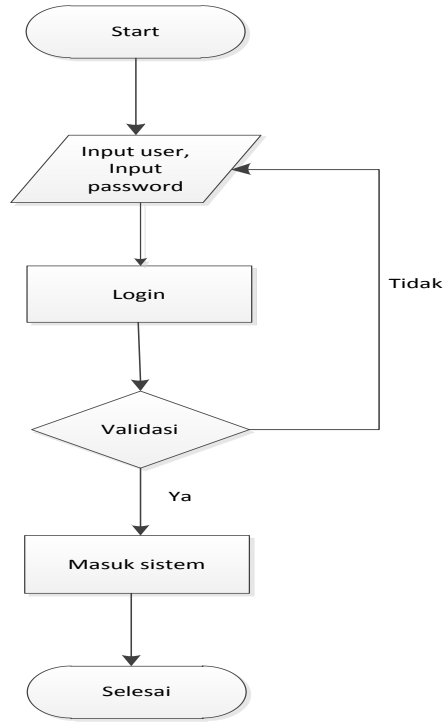 Start
Input user,
Input
password
Login
Tidak
Validasi
Ya
Masuk sistem
Selesai